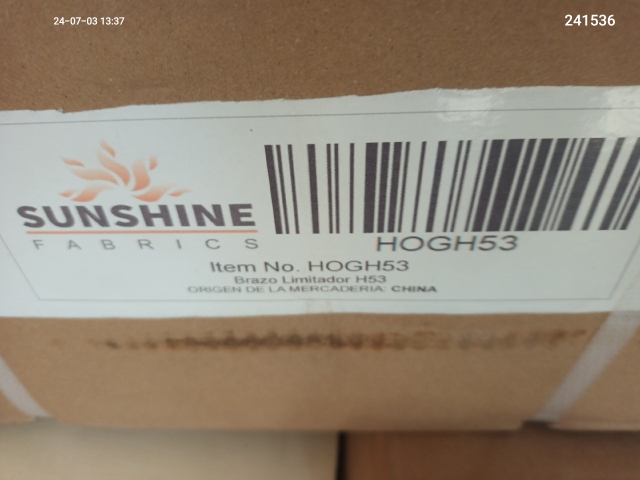 24-07-03 13:37
241536
SUNSHINE
FABRICS
HOGH53
Item No. HOGH53
Brazo Limitador H53
ORIGEN DE LA MERCADERIA: CHINA